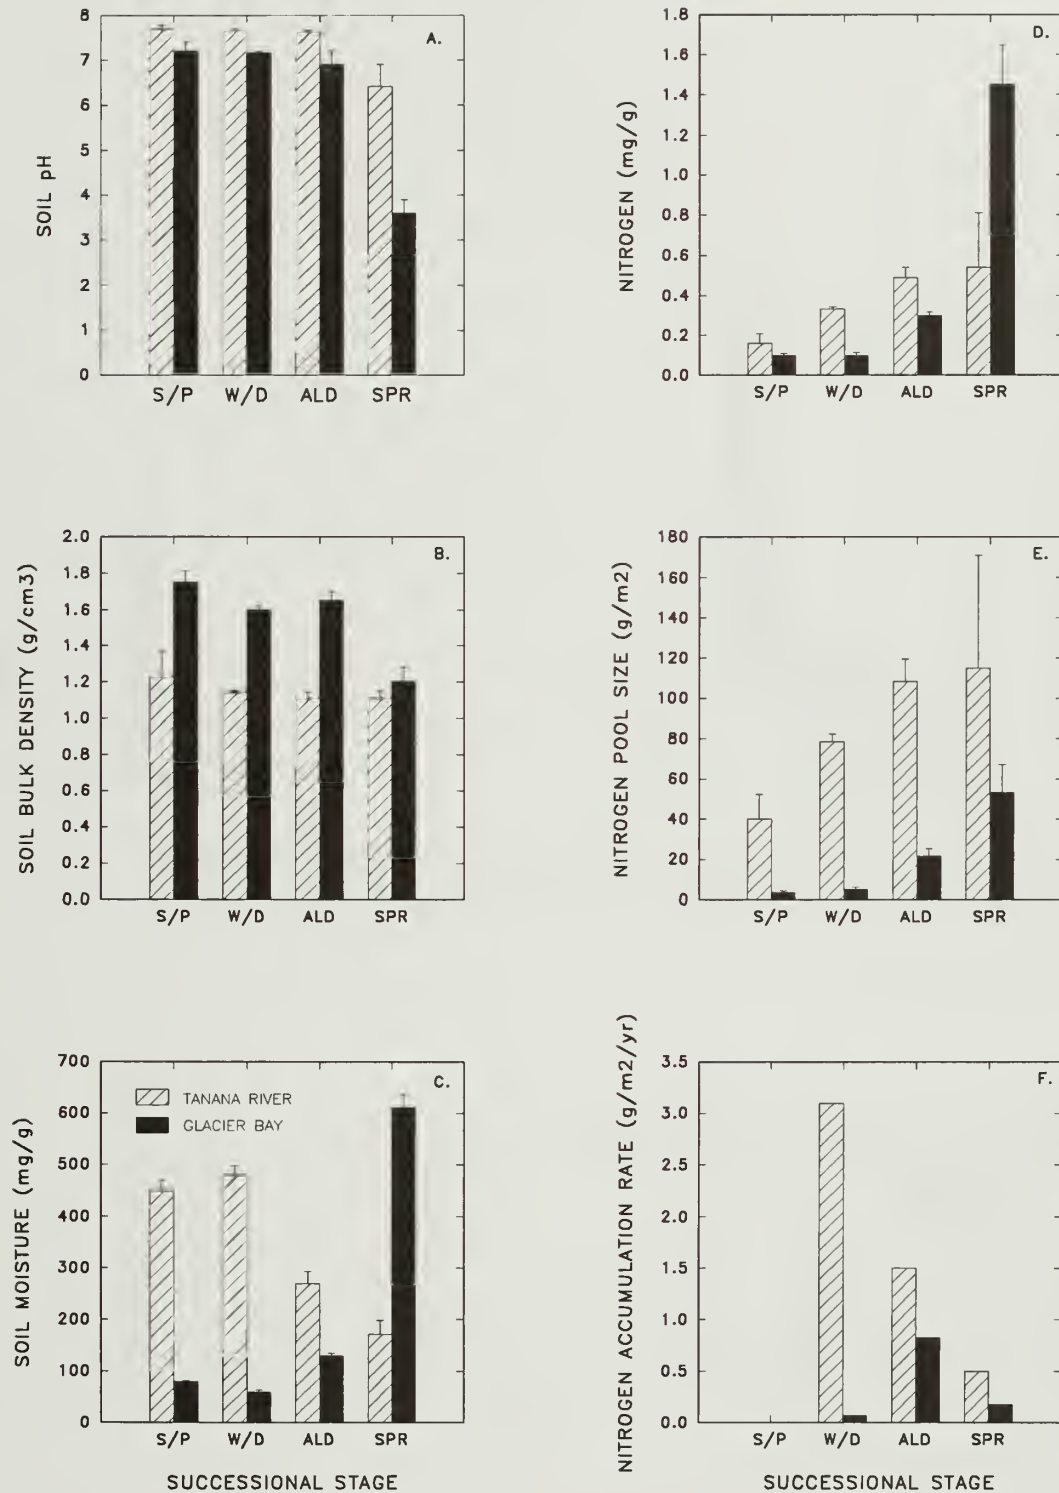 A.
SOIL pH
8
7
6
5
4
3
2
1
0
S/P W/D ALD SPR
D.
NITROGEN (mg/g)
1.8
1.6
1.4
1.2
1.0
0.8
0.6
0.4
0.2
0.0
S/P W/D ALD SPR
B.
SOIL BULK DENSITY (g/cm3)
2.0
1.8
1.6
1.4
1.2
1.0
0.8
0.6
0.4
0.2
0.0
S/P W/D ALD SPR
E.
NITROGEN POOL SIZE (g/m2)
180
160
140
120
100
80
60
40
20
0
S/P W/D ALD SPR
C.
TANANA RIVER
GLACIER BAY
SOIL MOISTURE (mg/g)
700
600
500
400
300
200
100
0
S/P W/D ALD SPR
SUCCESSIONAL STAGE
F.
NITROGEN ACCUMULATION RATE (g/m2/yr)
3.5
3.0
2.5
2.0
1.5
1.0
0.5
0.0
S/P W/D ALD SPR
SUCCESSIONAL STAGE